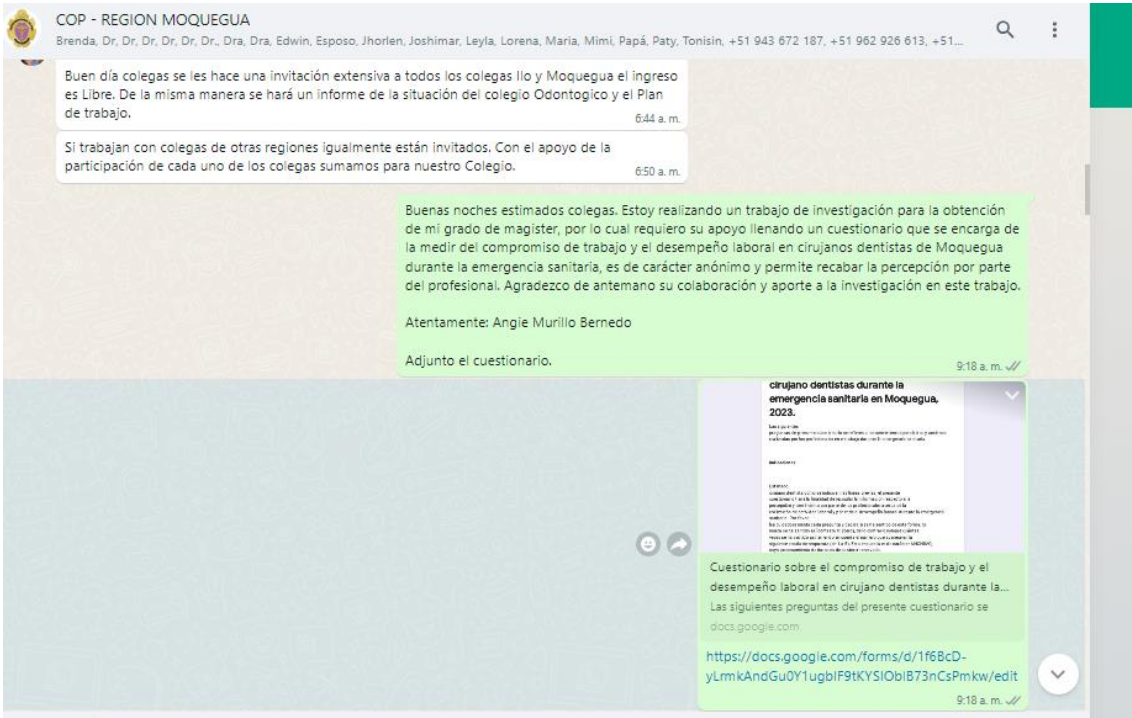 COP - REGION MOQUEGUA
Brenda, Dr, Dr, Dr, Dr, Dr, Dr., Dra, Dra, Edwin, Esposo, Jhorlen, Joshimar, Leyla, Lorena, Maria, Mimi, Papá, Paty, Tonisin, +51 943 672 187, +51 962 926 613, +51...
Buen día colegas se les hace una invitación extensiva a todos los colegas Ilo y Moquegua el ingreso
es Libre. De la misma manera se hará un informe de la situación del colegio Odontogico y el Plan
de trabajo.
6:44 a. m.
Si trabajan con colegas de otras regiones igualmente están invitados. Con el apoyo de la
participación de cada uno de los colegas sumamos para nuestro Colegio.
6:50 a. m.
Buenas noches estimados colegas. Estoy realizando un trabajo de investigación para la obtención
de mi grado de magister, por lo cual requiero su apoyo llenando un cuestionario que se encarga de
la medir del compromiso de trabajo y el desempeño laboral en cirujanos dentistas de Moquegua
durante la emergencia sanitaria, es de carácter anónimo y permite recabar la percepción por parte
del profesional. Agradezco de antemano su colaboración y aporte a la investigación en este trabajo.
Atentamente: Angie Murillo Bernedo
Adjunto el cuestionario.
9:18 a. m.
cirujano dentistas durante la
emergencia sanitaria en Moquegua,
2023.
Cuestionario sobre el compromiso de trabajo y el
desempeño laboral en cirujano dentistas durante la...
Las siguientes preguntas del presente cuestionario se
docs.google.com
https://docs.google.com/forms/d/1f6BcD-
yLrmkAndGu0Y1ugbIF9tKYSIObIB73nCsPmkw/edit
9:18 a. m.